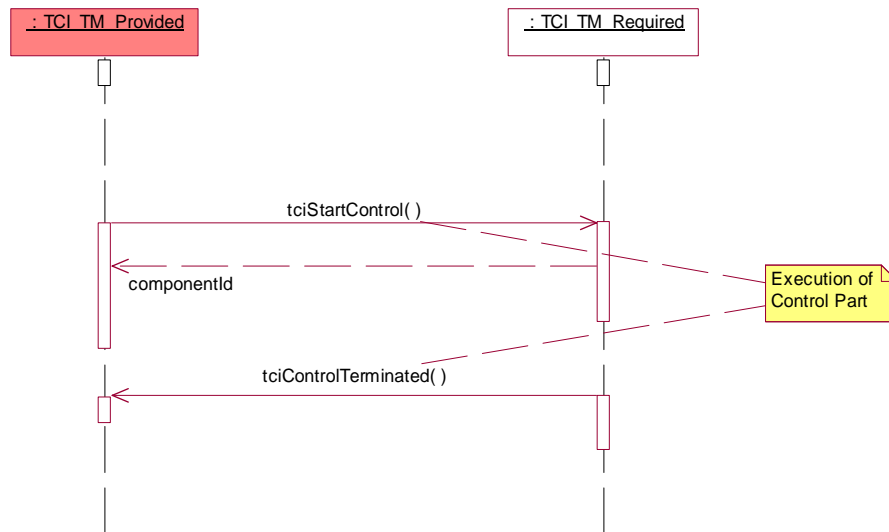 : TCI_TM_Provided
: TCI_TM_Required
tciStartControl( )
componentId
Execution of
Control Part
tciControlTerminated( )